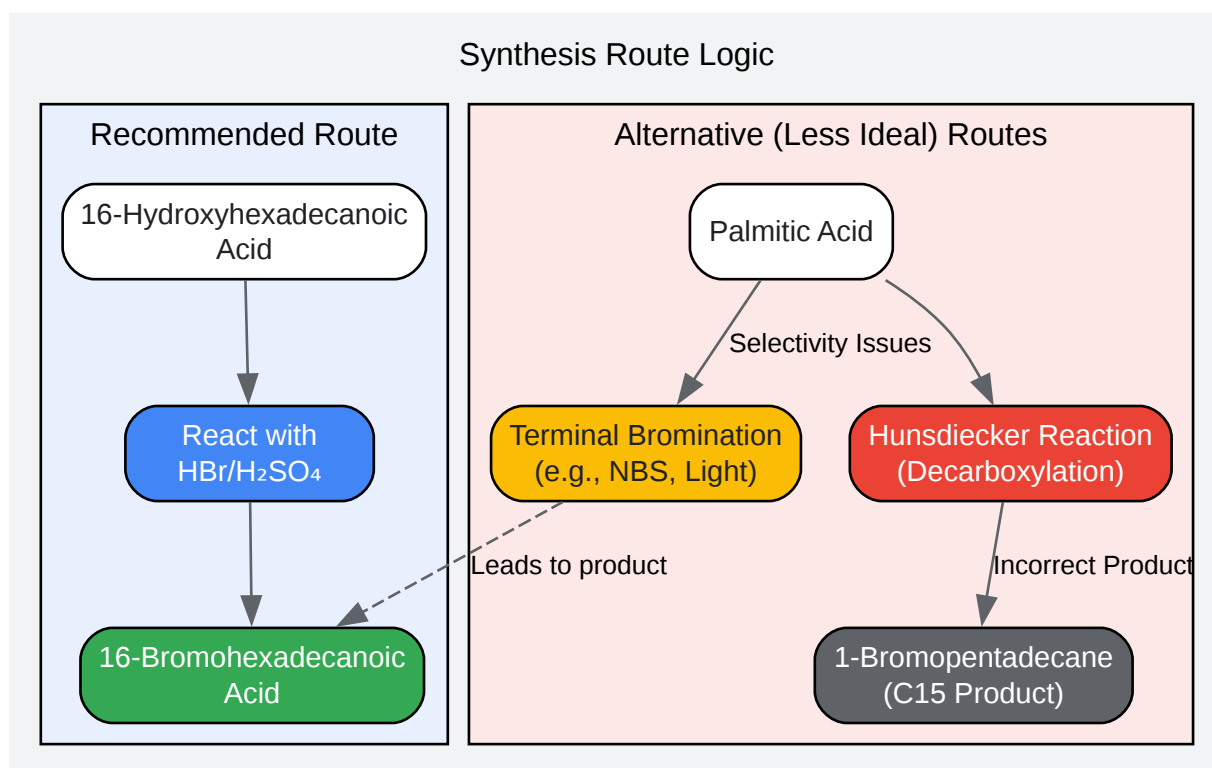 Synthesis Route Logic
Recommended Route
16-Hydroxyhexadecanoic
Acid
React with
HBr/H₂SO₄
16-Bromohexadecanoic
Acid
Alternative (Less Ideal) Routes
Palmitic Acid
Selectivity Issues
Terminal Bromination
(e.g., NBS, Light)
Hunsdiecker Reaction
(Decarboxylation)
Leads to product
Incorrect Product
1-Bromopentadecane
(C15 Product)